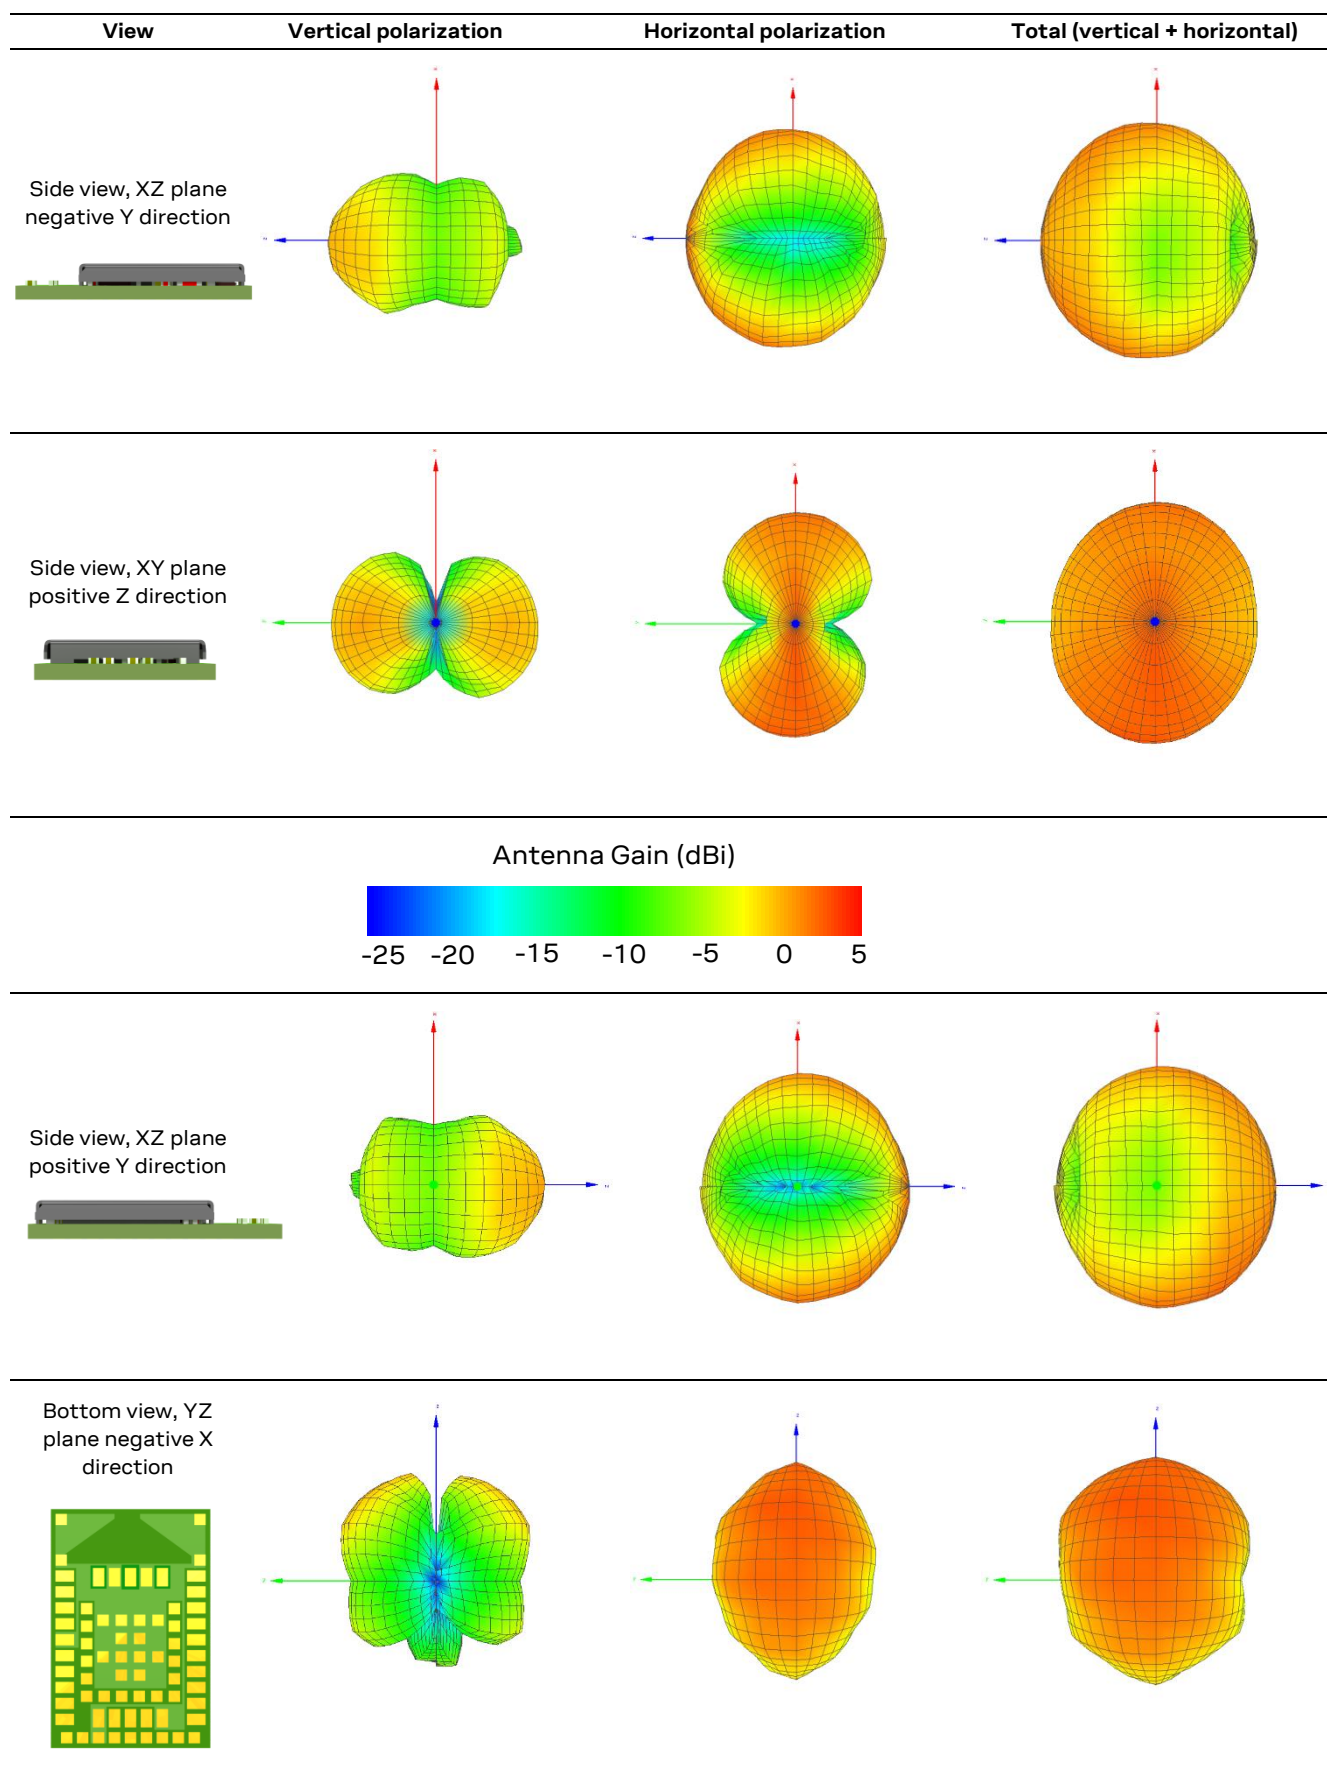 View Vertical polarization Horizontal polarization Total (vertical + horizontal)
Side view, XZ plane
negative Y direction
Side view, XY plane
positive Z direction
Antenna Gain (dBi)
-25 -20 -15 -10 -5 0 5
Side view, XZ plane
positive Y direction
Bottom view, YZ
plane negative X
direction